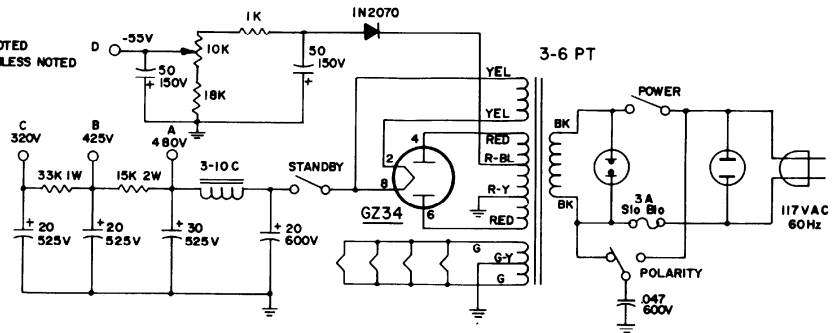 OTED
LESS NOTED
D
-55V
50
150V
+
10K
18K
1K
50
150V
+
1N2070
3-6 PT
YEL
YEL
RED
R-BL
R-Y
RED
G
G-Y
G
BK
BK
POWER
3A
Slo Blo
117VAC
60Hz
POLARITY
.047
600V
C
320V
B
425V
A
480V
33K 1W
15K 2W
3-10C
STANDBY
4
2
8
6
GZ34
+
20
525V
+
20
525V
+
30
525V
+
20
600V